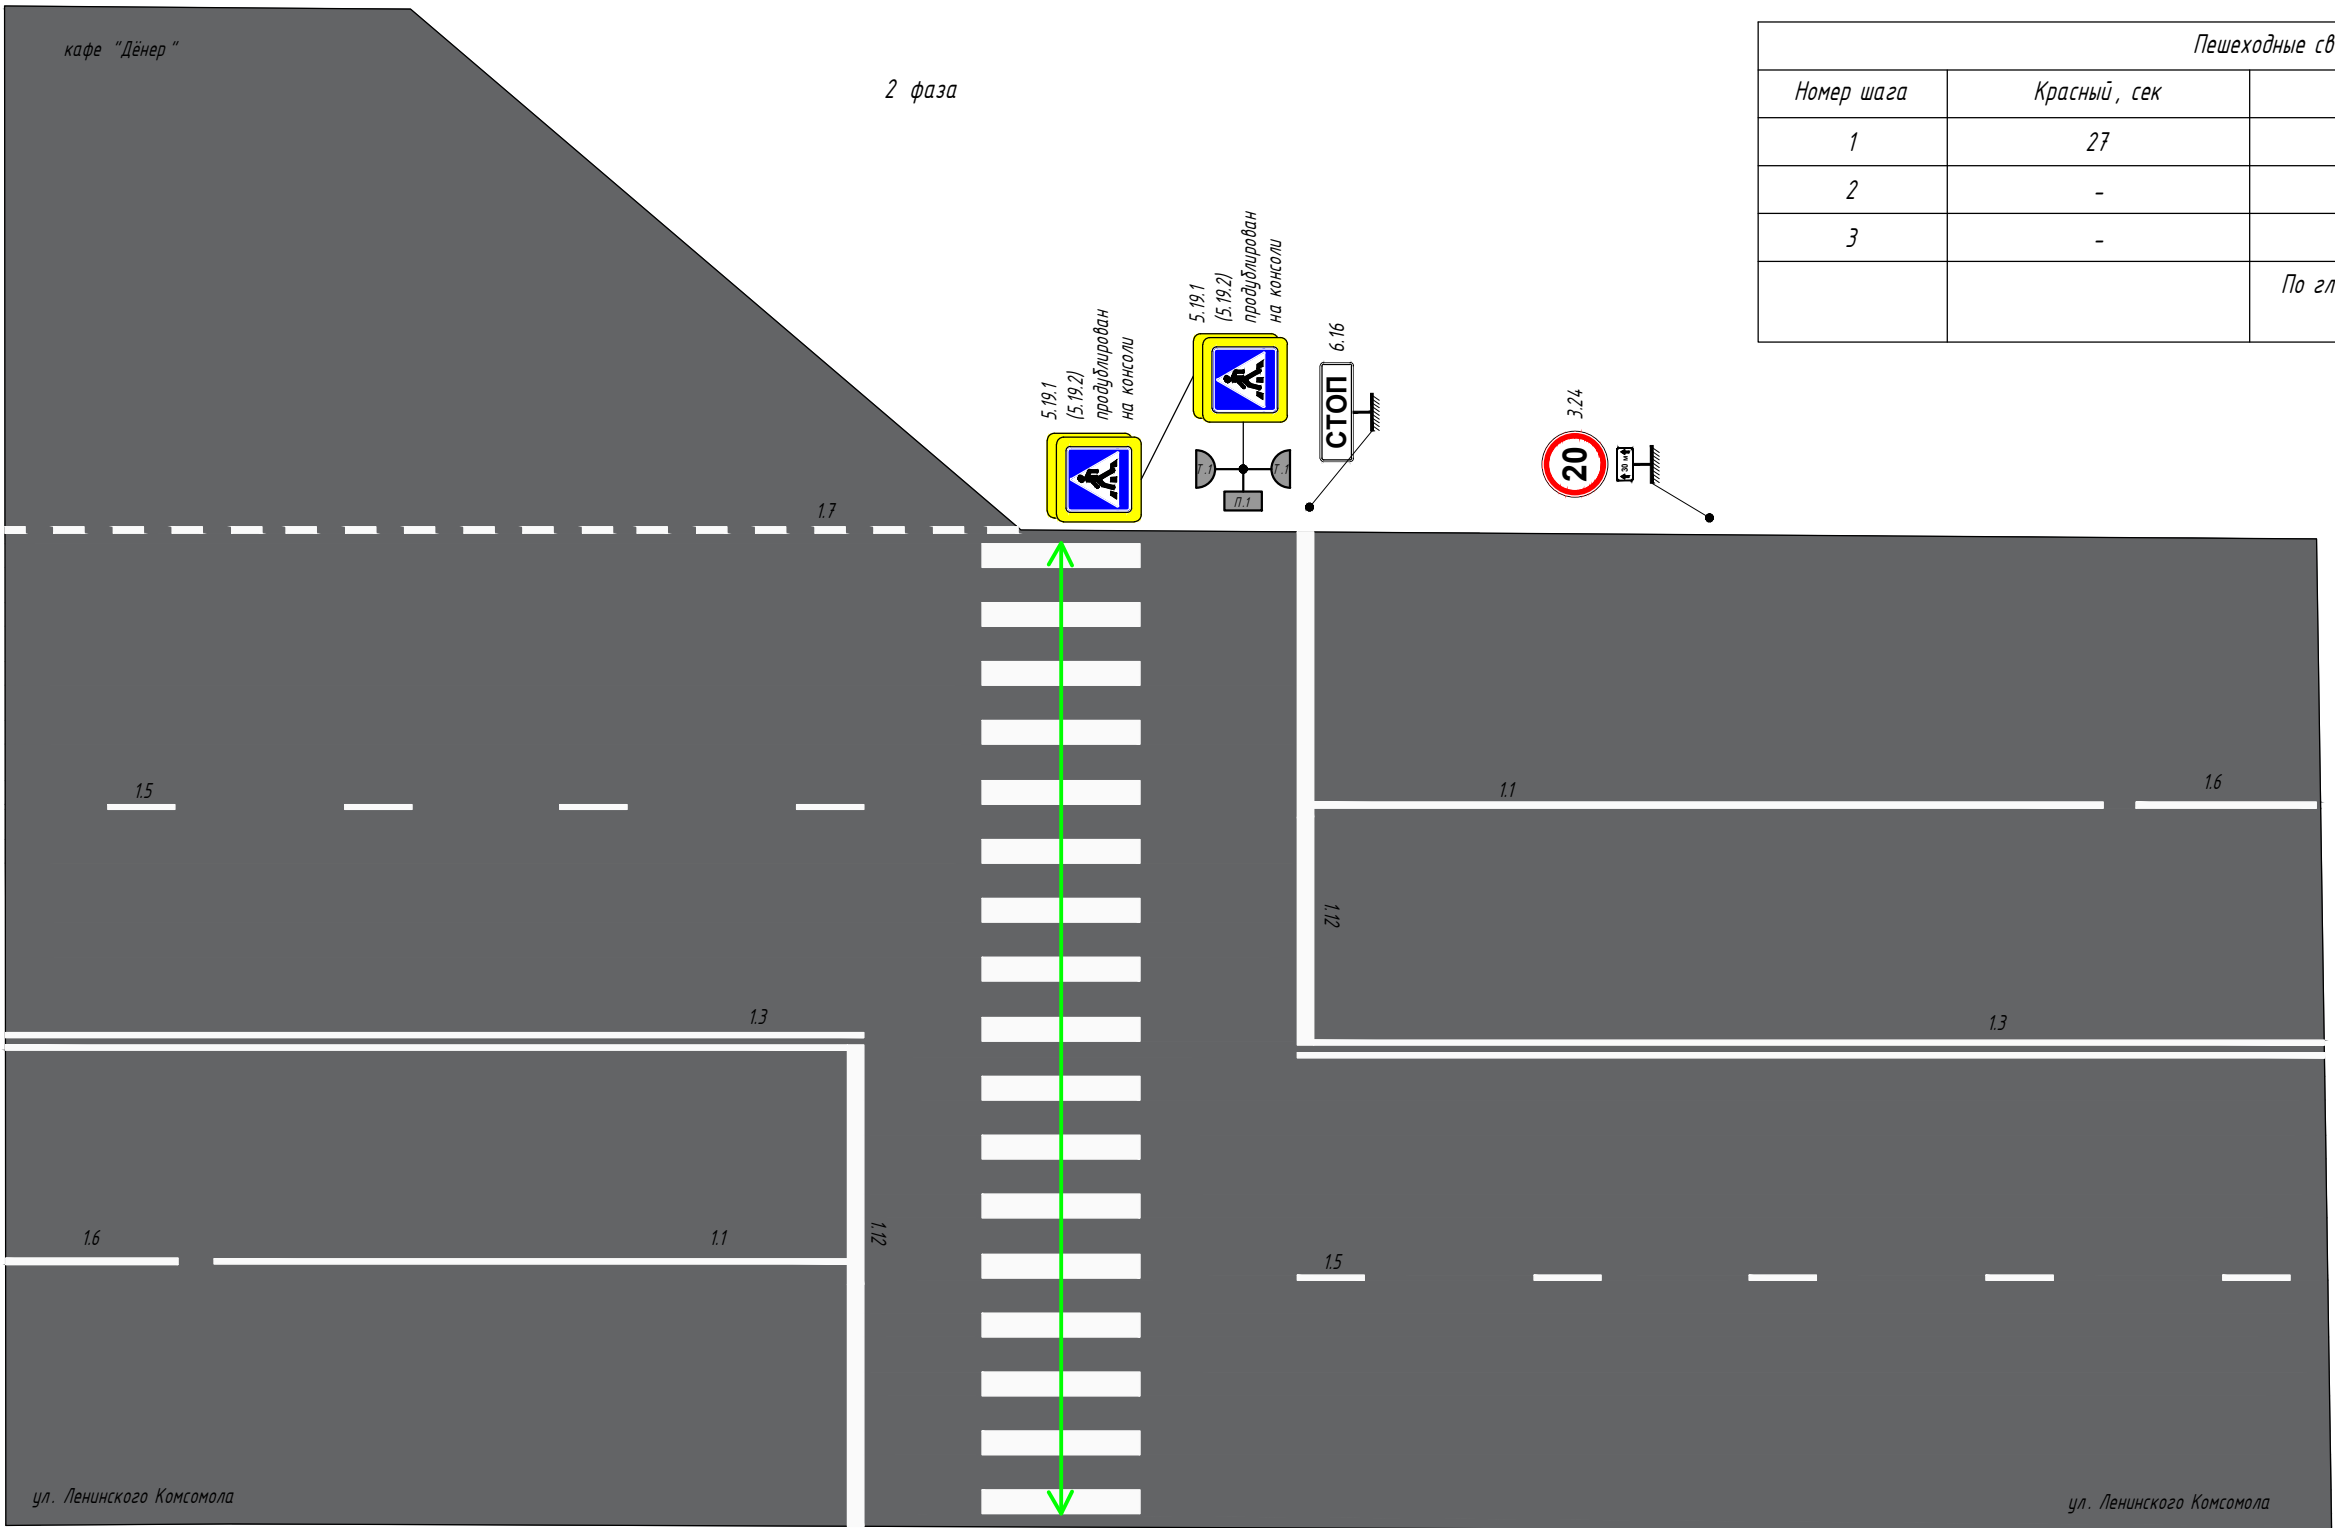 кафе "Дёнер"
2 фаза
Пешеходные св
Номер шага
Красный, сек
1
27
2
-
3
-
По гл
5.19.1
(5.19.2)
продублирован
на консоли
5.19.1
(5.19.2)
продублирован
на консоли
6.16
СТОП
3.24
20
30 м
Т.1
Т.1
П.1
1.7
1.5
1.1
1.6
1.12
1.3
1.3
1.6
1.1
1.12
1.5
ул. Ленинского Комсомола
ул. Ленинского Комсомола